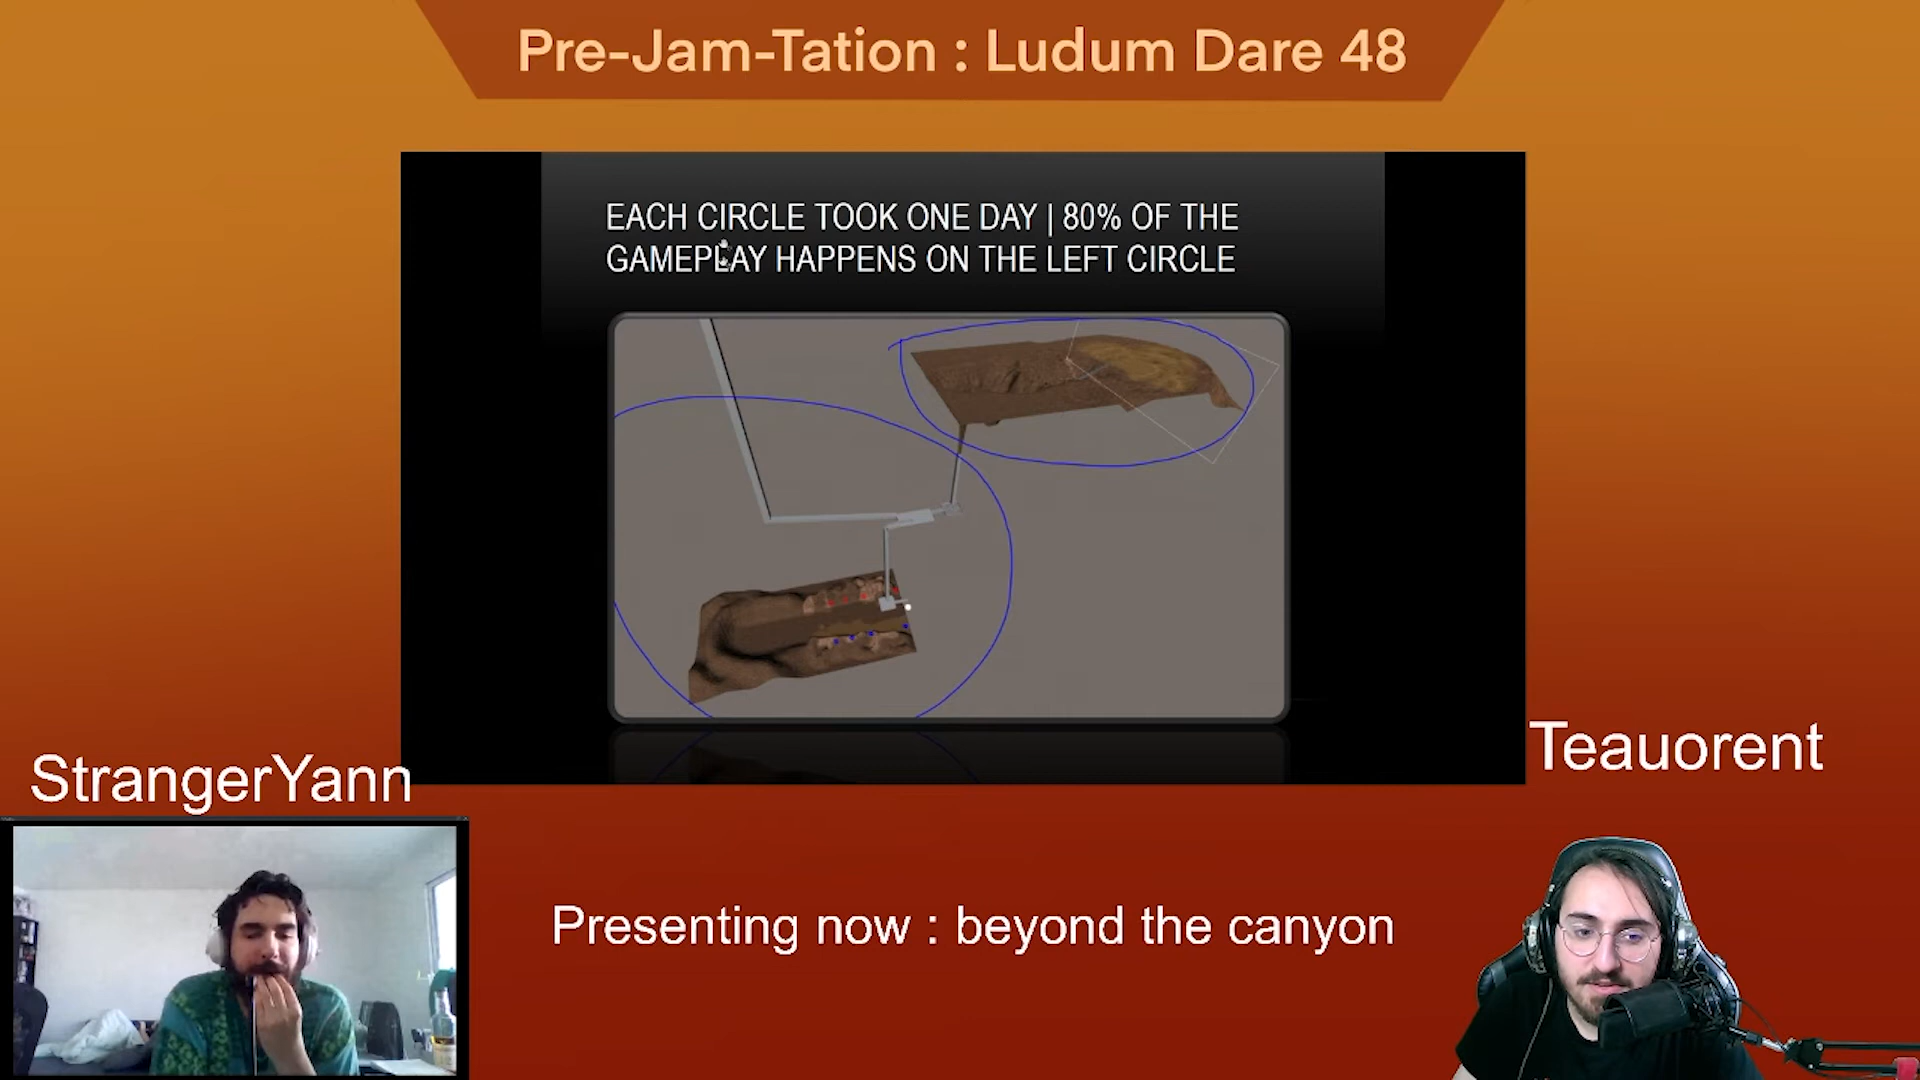 Pre-Jam-Tation : Ludum Dare 48
EACH CIRCLE TOOK ONE DAY | 80% OF THE
GAMEPLAY HAPPENS ON THE LEFT CIRCLE
Teauorent
StrangerYann
Presenting now : beyond the canyon